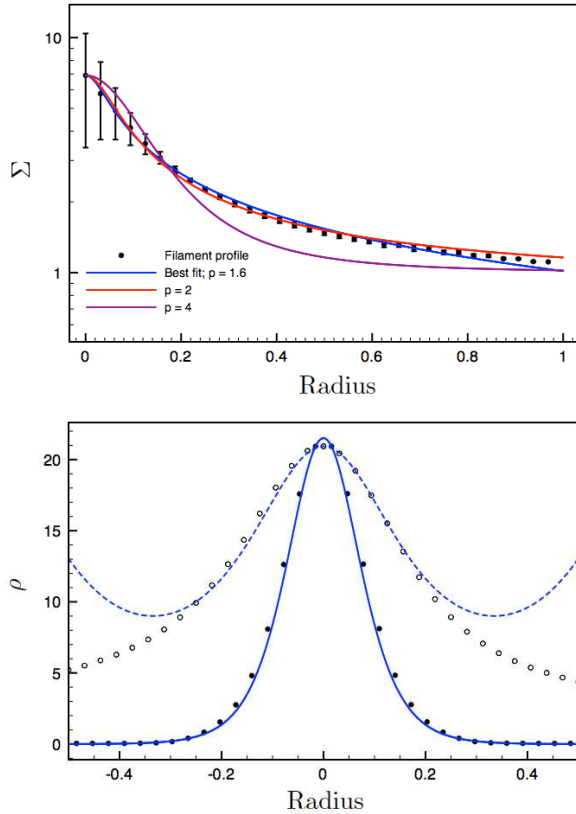 10
Σ
1
Filament profile
Best fit; p = 1.6
p = 2
p = 4
0 0.2 0.4 0.6 0.8 1
Radius
20
15
ρ
10
5
0
-0.4 -0.2 0 0.2 0.4
Radius